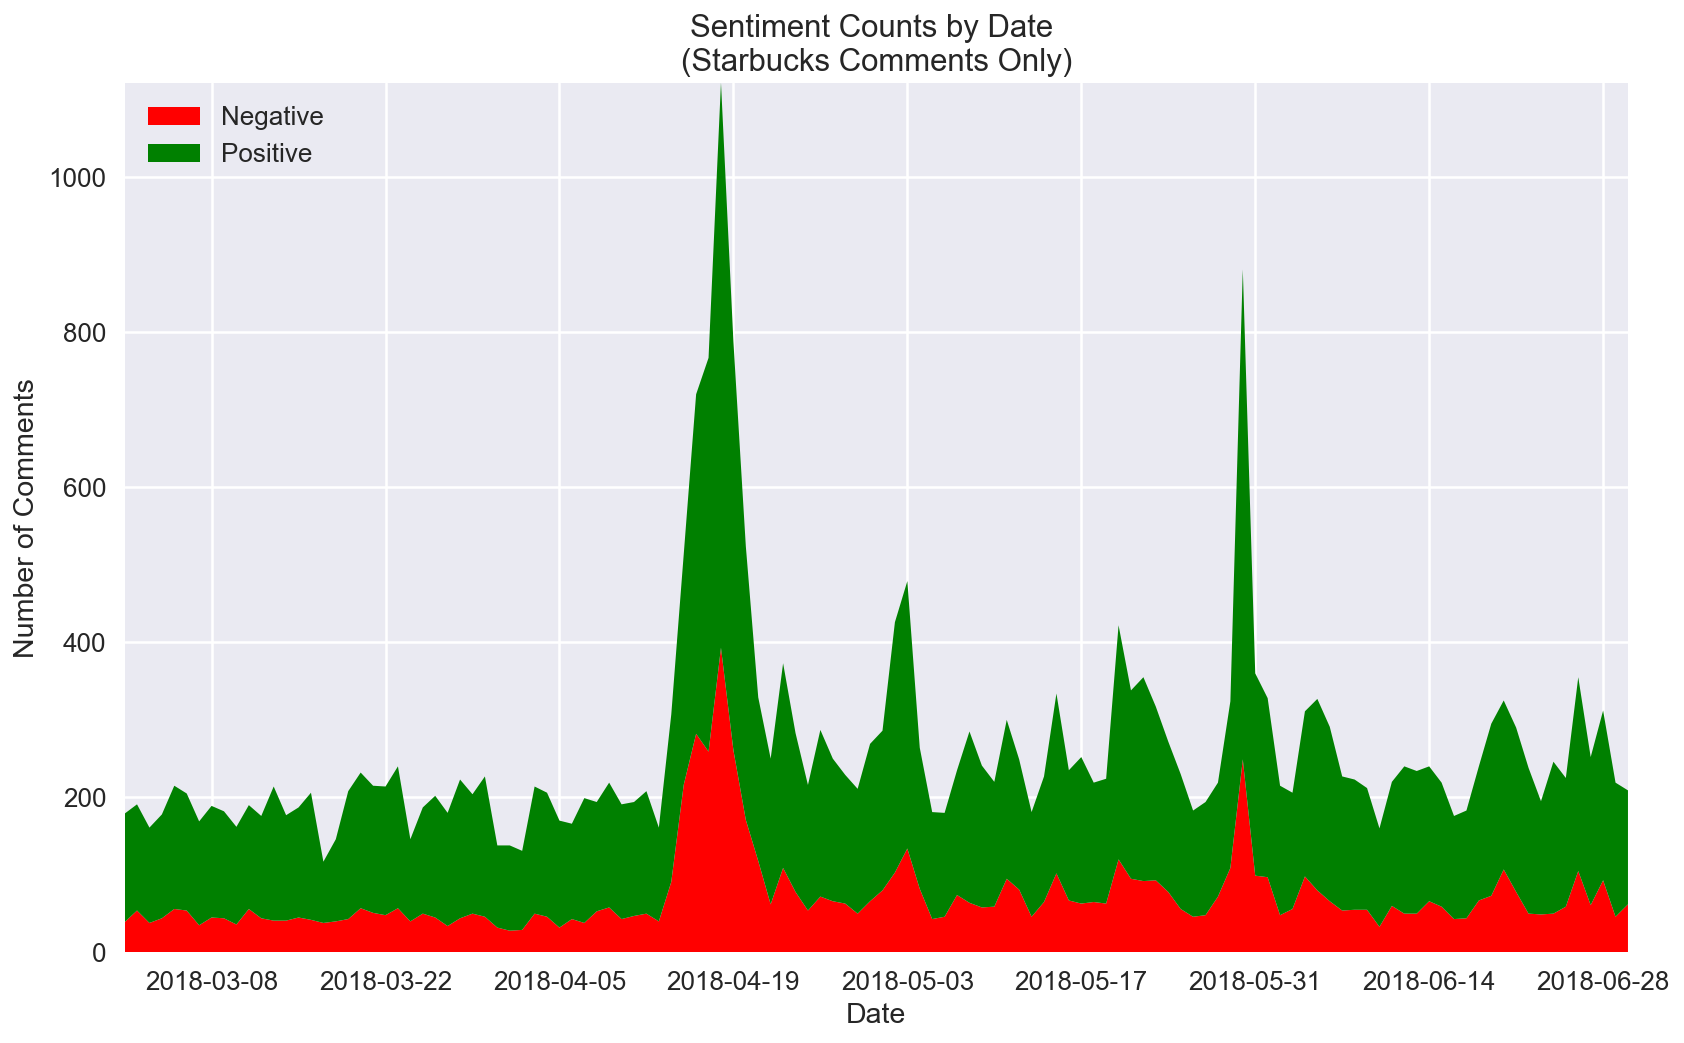 Sentiment Counts by Date
(Starbucks Comments Only)
Negative
Positive
1000
800
600
400
200
0
Number of Comments
2018-03-08
2018-03-22
2018-04-05
2018-04-19
2018-05-03
2018-05-17
2018-05-31
2018-06-14
2018-06-28
Date